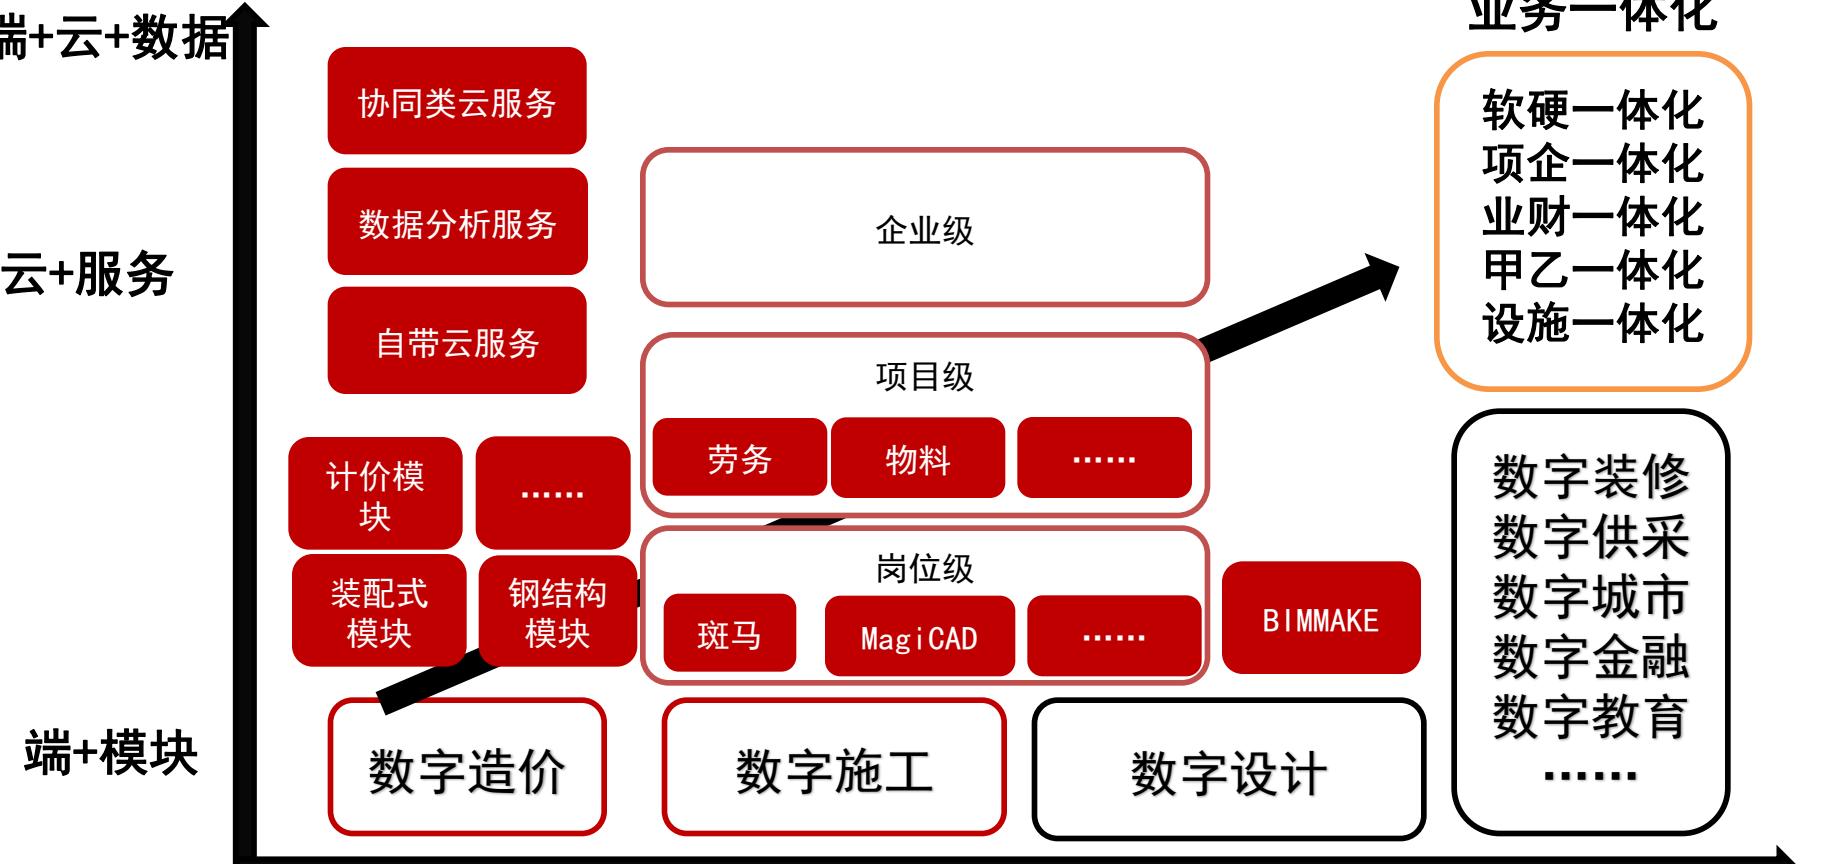 端+云+数据
业务一体化
协同类云服务
数据分析服务
自带云服务
云+服务
企业级
软硬一体化
项企一体化
业财一体化
甲乙一体化
设施一体化
项目级
劳务
物料
……
计价模
块
……
装配式
模块
钢结构
模块
岗位级
斑马
MagiCAD
……
BIMMAKE
数字装修
数字供采
数字城市
数字金融
数字教育
……
端+模块
数字造价
数字施工
数字设计